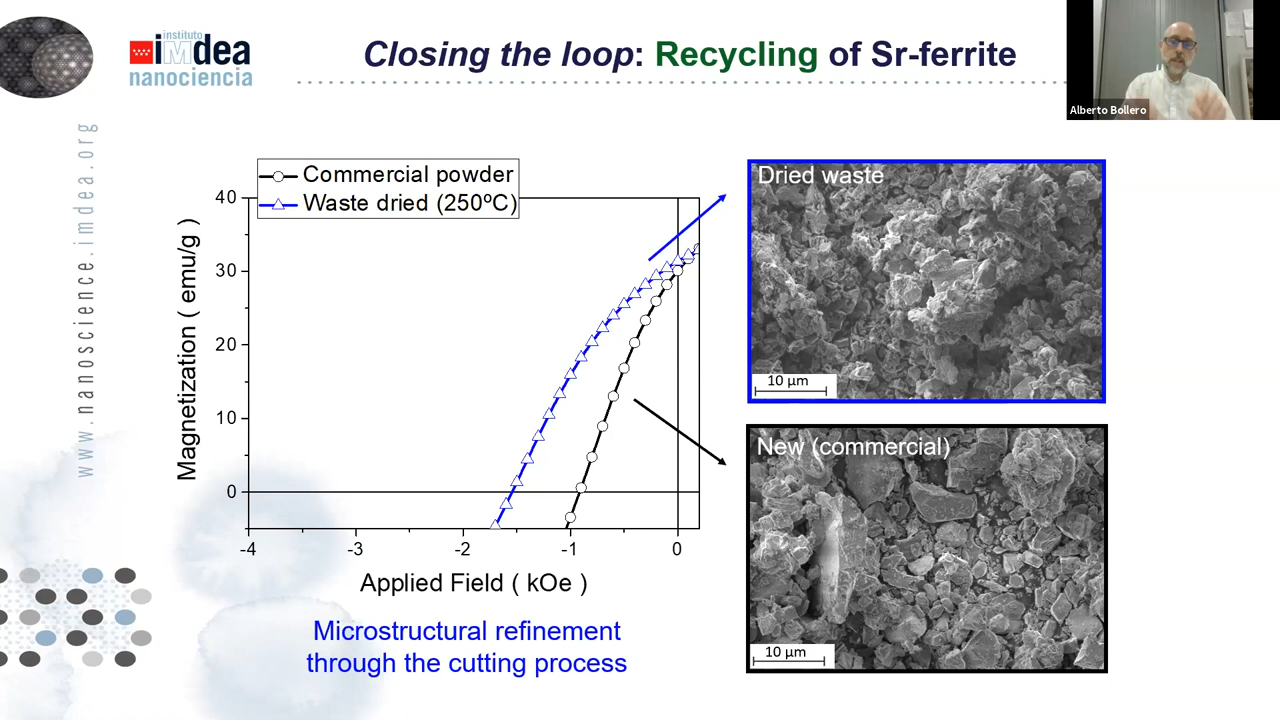 instituto
imdea
nanociencia
Closing the loop: Recycling of Sr-ferrite
Alberto Bollero
www.nanoscience.imdea.org
Commercial powder
Waste dried (250ºC)
Magnetization ( emu/g )
40
30
20
10
0
-4
-3
-2
-1
0
Applied Field ( kOe )
Microstructural refinement
through the cutting process
Dried waste
10 µm
New (commercial)
10 µm